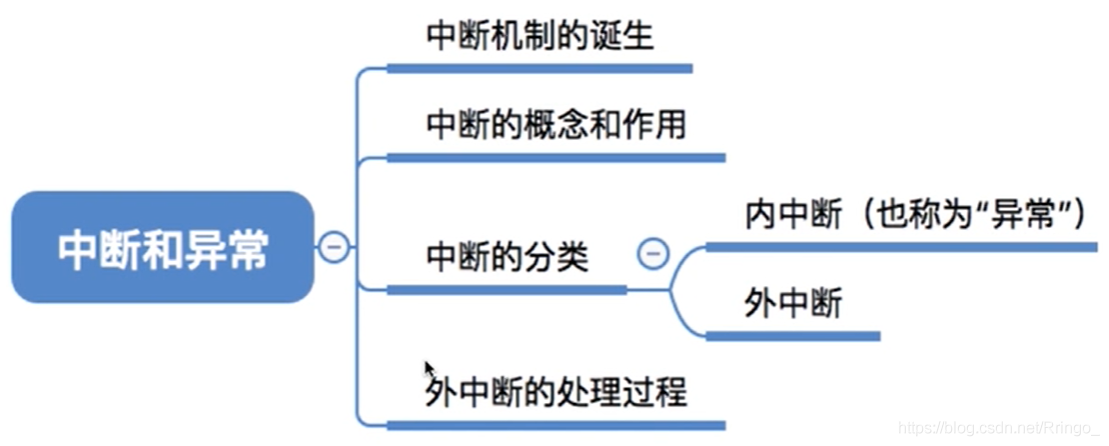 中断机制的诞生
中断的概念和作用
中断和异常
中断的分类
内中断（也称为“异常”）
外中断
外中断的处理过程
https://blog.csdn.net/Rringo_